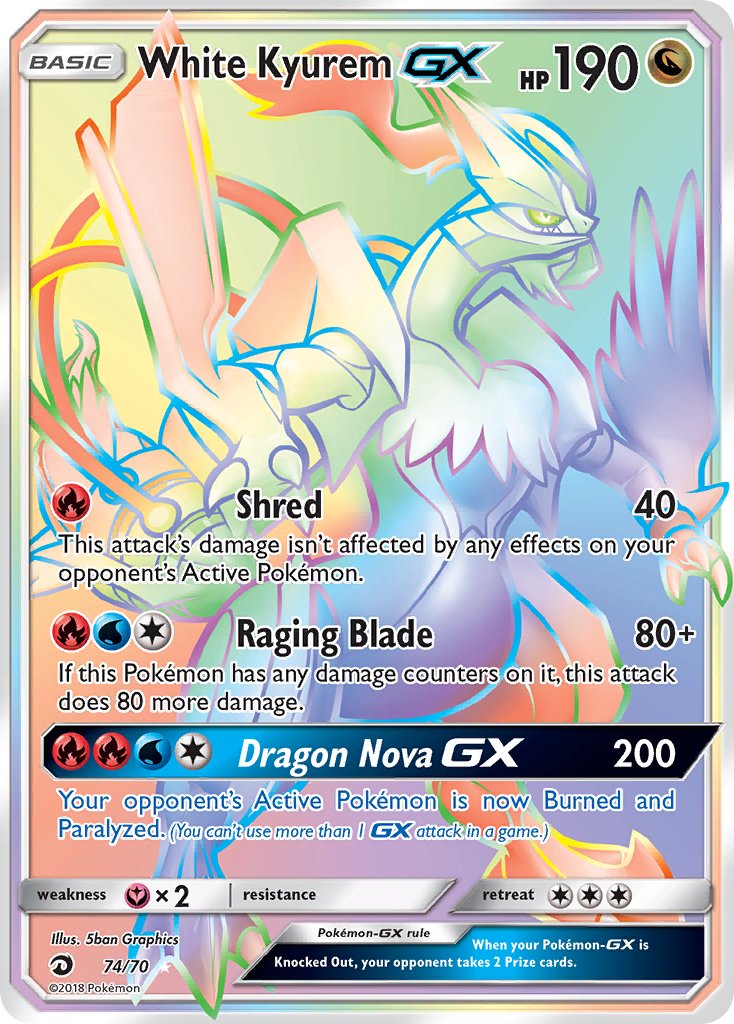 BASIC White Kyurem GX HP 190
Shred 40
This attack's damage isn't affected by any effects on your
opponent's Active Pokémon.
Raging Blade 80+
If this Pokémon has any damage counters on it, this attack
does 80 more damage.
Dragon Nova GX 200
Your opponent's Active Pokémon is now Burned and
Paralyzed. (You can't use more than 1 GX attack in a game.)
weakness ×2 resistance retreat
Illus. 5ban Graphics
74/70
©2018 Pokémon
Pokémon-GX rule
When your Pokémon-GX is
Knocked Out, your opponent takes 2 Prize cards.